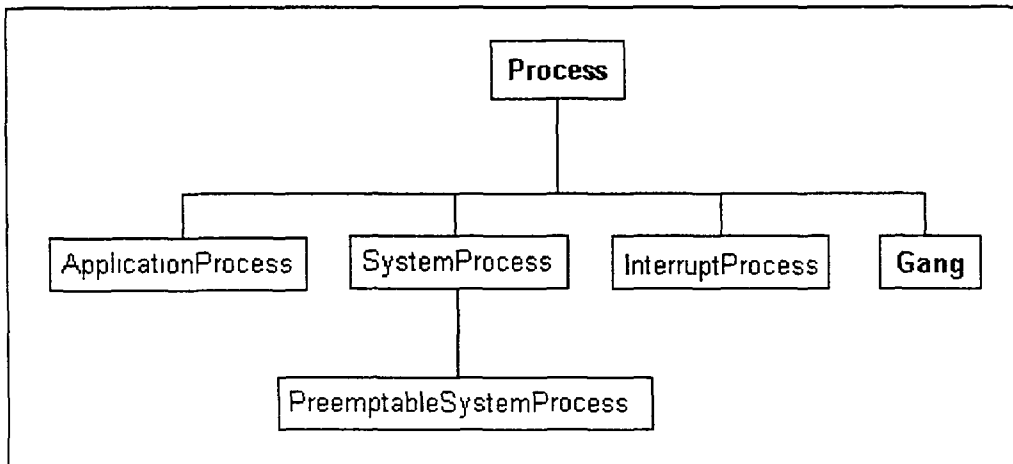 Process
ApplicationProcess
SystemProcess
InterruptProcess
Gang
PreemptableSystemProcess